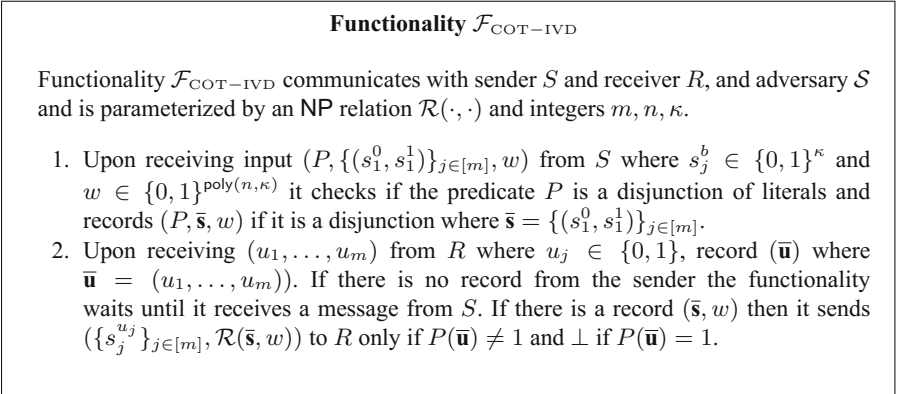 Functionality $\mathcal{F}_{\mathrm{COT-IVD}}$
Functionality $\mathcal{F}_{\mathrm{COT-IVD}}$ communicates with sender $S$ and receiver $R$, and adversary $\mathcal{S}$
and is parameterized by an NP relation $\mathcal{R}(\cdot, \cdot)$ and integers $m, n, \kappa$.
1. Upon receiving input $(P, \{(s_1^0, s_1^1)\}_{j\in[m]}, w)$ from $S$ where $s_j^b \in \{0, 1\}^\kappa$ and
$w \in \{0, 1\}^{\mathsf{poly}(n,\kappa)}$ it checks if the predicate $P$ is a disjunction of literals and
records $(P, \bar{\mathbf{s}}, w)$ if it is a disjunction where $\bar{\mathbf{s}} = \{(s_1^0, s_1^1)\}_{j\in[m]}$.
2. Upon receiving $(u_1, \ldots, u_m)$ from $R$ where $u_j \in \{0, 1\}$, record $(\bar{\mathbf{u}})$ where
$\bar{\mathbf{u}} = (u_1, \ldots, u_m))$. If there is no record from the sender the functionality
waits until it receives a message from $S$. If there is a record $(\bar{\mathbf{s}}, w)$ then it sends
$(\{s_j^{u_j}\}_{j\in[m]}, \mathcal{R}(\bar{\mathbf{s}}, w))$ to $R$ only if $P(\bar{\mathbf{u}}) \neq 1$ and $\bot$ if $P(\bar{\mathbf{u}}) = 1$.